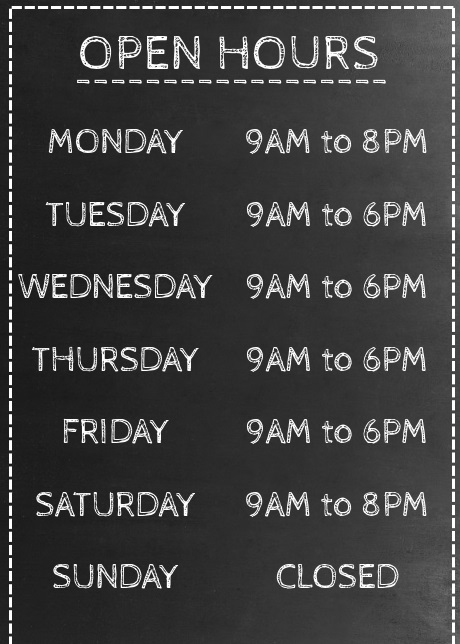 OPEN HOURS
MONDAY 9AM to 8PM
TUESDAY 9AM to 6PM
WEDNESDAY 9AM to 6PM
THURSDAY 9AM to 6PM
FRIDAY 9AM to 6PM
SATURDAY 9AM to 8PM
SUNDAY CLOSED